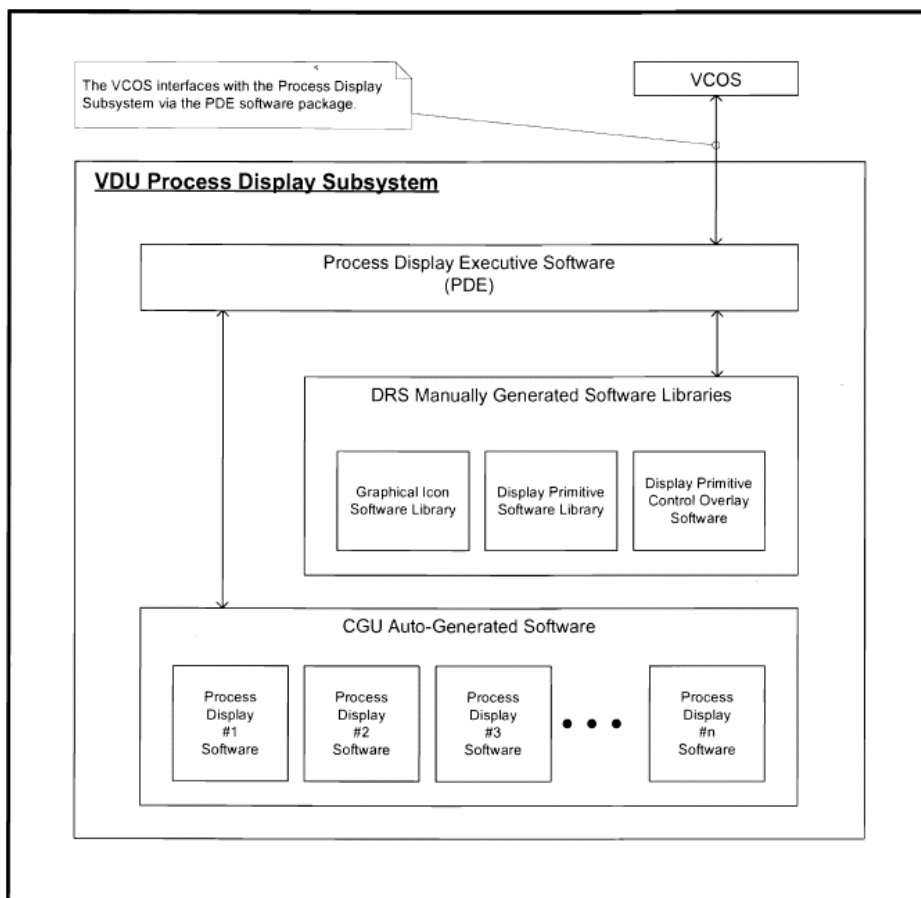 The VCOS interfaces with the Process Display
Subsystem via the PDE software package.
VCOS
VDU Process Display Subsystem
Process Display Executive Software
(PDE)
DRS Manually Generated Software Libraries
Graphical Icon
Software Library
Display Primitive
Software Library
Display Primitive
Control Overlay
Software
CGU Auto-Generated Software
Process
Display
#1
Software
Process
Display
#2
Software
Process
Display
#3
Software
Process
Display
#n
Software